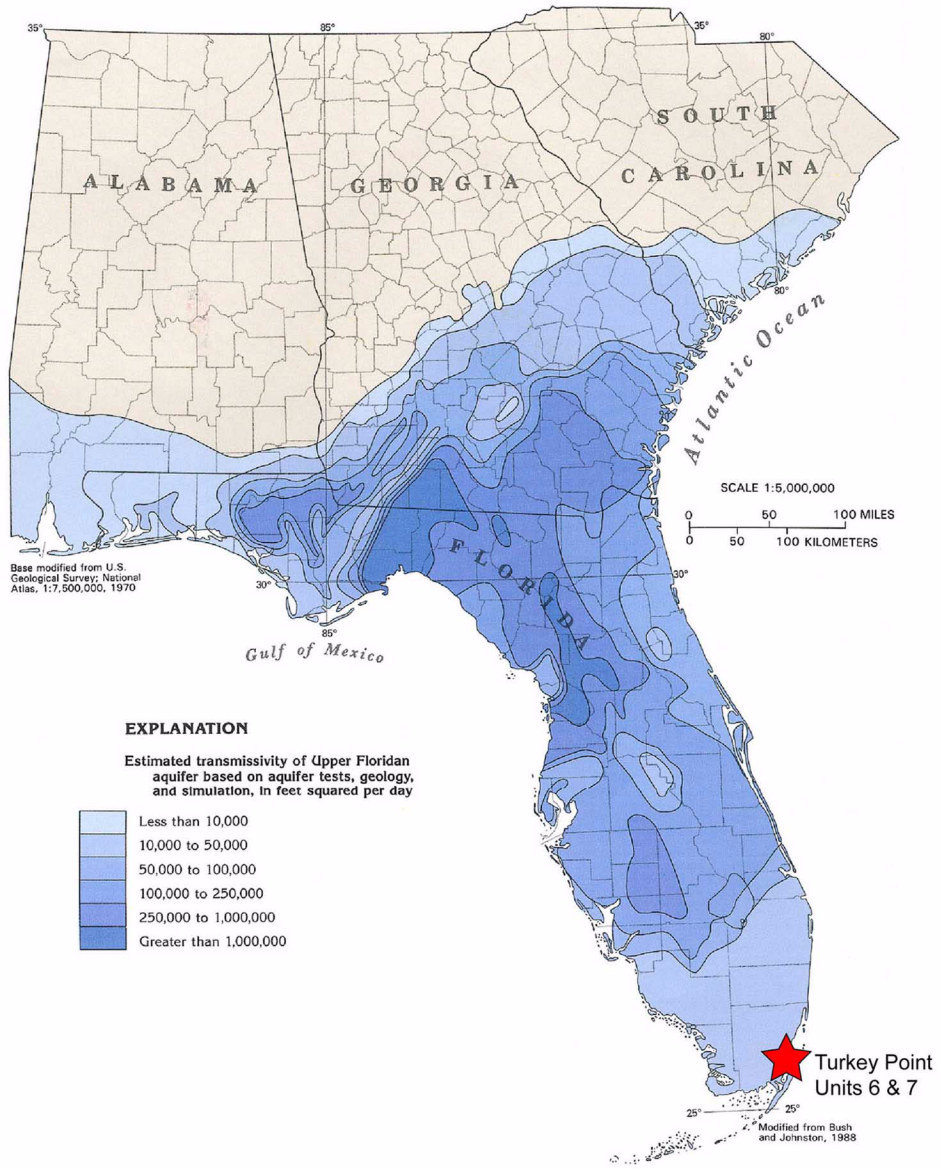 35°
85°
35°
80°
SOUTH
CAROLINA
ALABAMA
GEORGIA
80°
Atlantic Ocean
SCALE 1:5,000,000
0 50 100 MILES
0 50 100 KILOMETERS
FLORIDA
Base modified from U.S.
Geological Survey; National
Atlas, 1:7,500,000, 1970
30°
30°
85°
Gulf of Mexico
EXPLANATION
Estimated transmissivity of Upper Floridan
aquifer based on aquifer tests, geology,
and simulation, in feet squared per day
Less than 10,000
10,000 to 50,000
50,000 to 100,000
100,000 to 250,000
250,000 to 1,000,000
Greater than 1,000,000
Turkey Point
Units 6 & 7
25°
25°
Modified from Bush
and Johnston, 1988